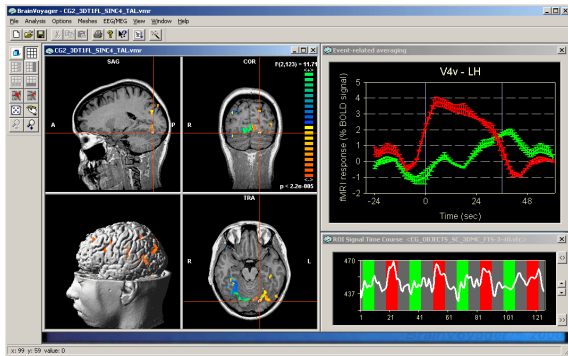 BrainVoyager - CG2_3DT1FL_SINC4_TAL.vmr
File Analysis Options Meshes EEG/MEG View Window Help
CG2_3DT1FL_SINC4_TAL.vmr
SAG
COR
F(2,123) = 11.71
A
P
R
<+>
<->
p < 2.2e-005
TRA
R
L
Event-related averaging
V4v - LH
fMRI response (% BOLD signal)
5
4
3
2
1
0
-1
-2
-24 0 24 48
Time (sec)
ROI Signal Time Course
470
437
1 21 41 61 81 101 121
x: 99 y: 59 value: 0